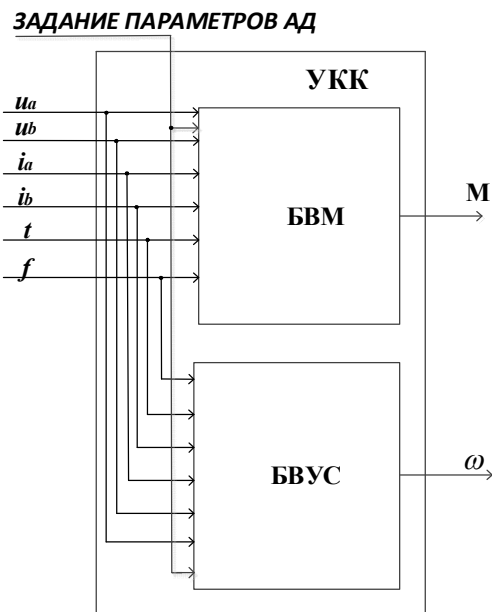 ЗАДАНИЕ ПАРАМЕТРОВ АД
УКК
ua
ub
ia
ib
t
f
БВМ
М
БВУС
ω